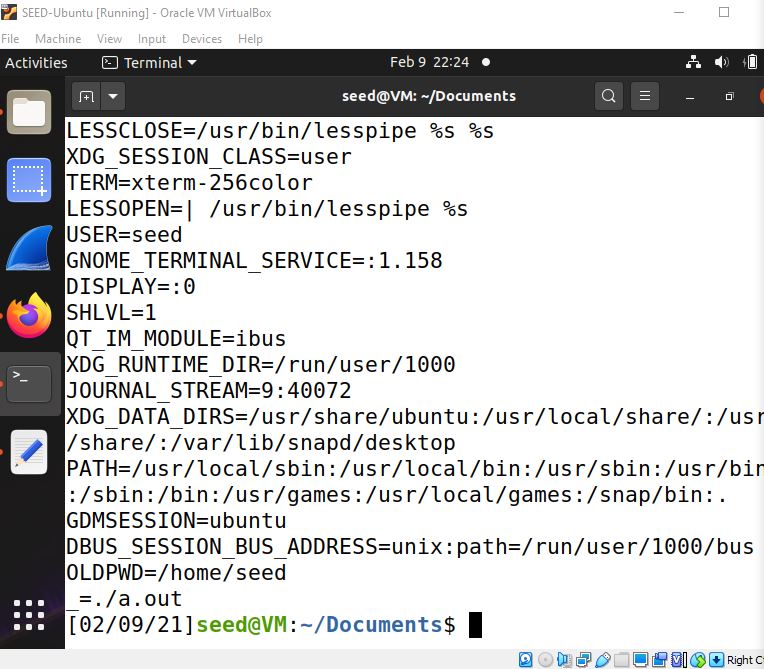 SEED-Ubuntu [Running] - Oracle VM VirtualBox
File Machine View Input Devices Help
Activities Terminal Feb 9 22:24
seed@VM: ~/Documents
LESSCLOSE=/usr/bin/lesspipe %s %s
XDG_SESSION_CLASS=user
TERM=xterm-256color
LESSOPEN=| /usr/bin/lesspipe %s
USER=seed
GNOME_TERMINAL_SERVICE=:1.158
DISPLAY=:0
SHLVL=1
QT_IM_MODULE=ibus
XDG_RUNTIME_DIR=/run/user/1000
JOURNAL_STREAM=9:40072
XDG_DATA_DIRS=/usr/share/ubuntu:/usr/local/share/:/usr
/share/:/var/lib/snapd/desktop
PATH=/usr/local/sbin:/usr/local/bin:/usr/sbin:/usr/bin
:/sbin:/bin:/usr/games:/usr/local/games:/snap/bin:.
GDMSESSION=ubuntu
DBUS_SESSION_BUS_ADDRESS=unix:path=/run/user/1000/bus
OLDPWD=/home/seed
_=./a.out
[02/09/21]seed@VM:~/Documents$
Right C